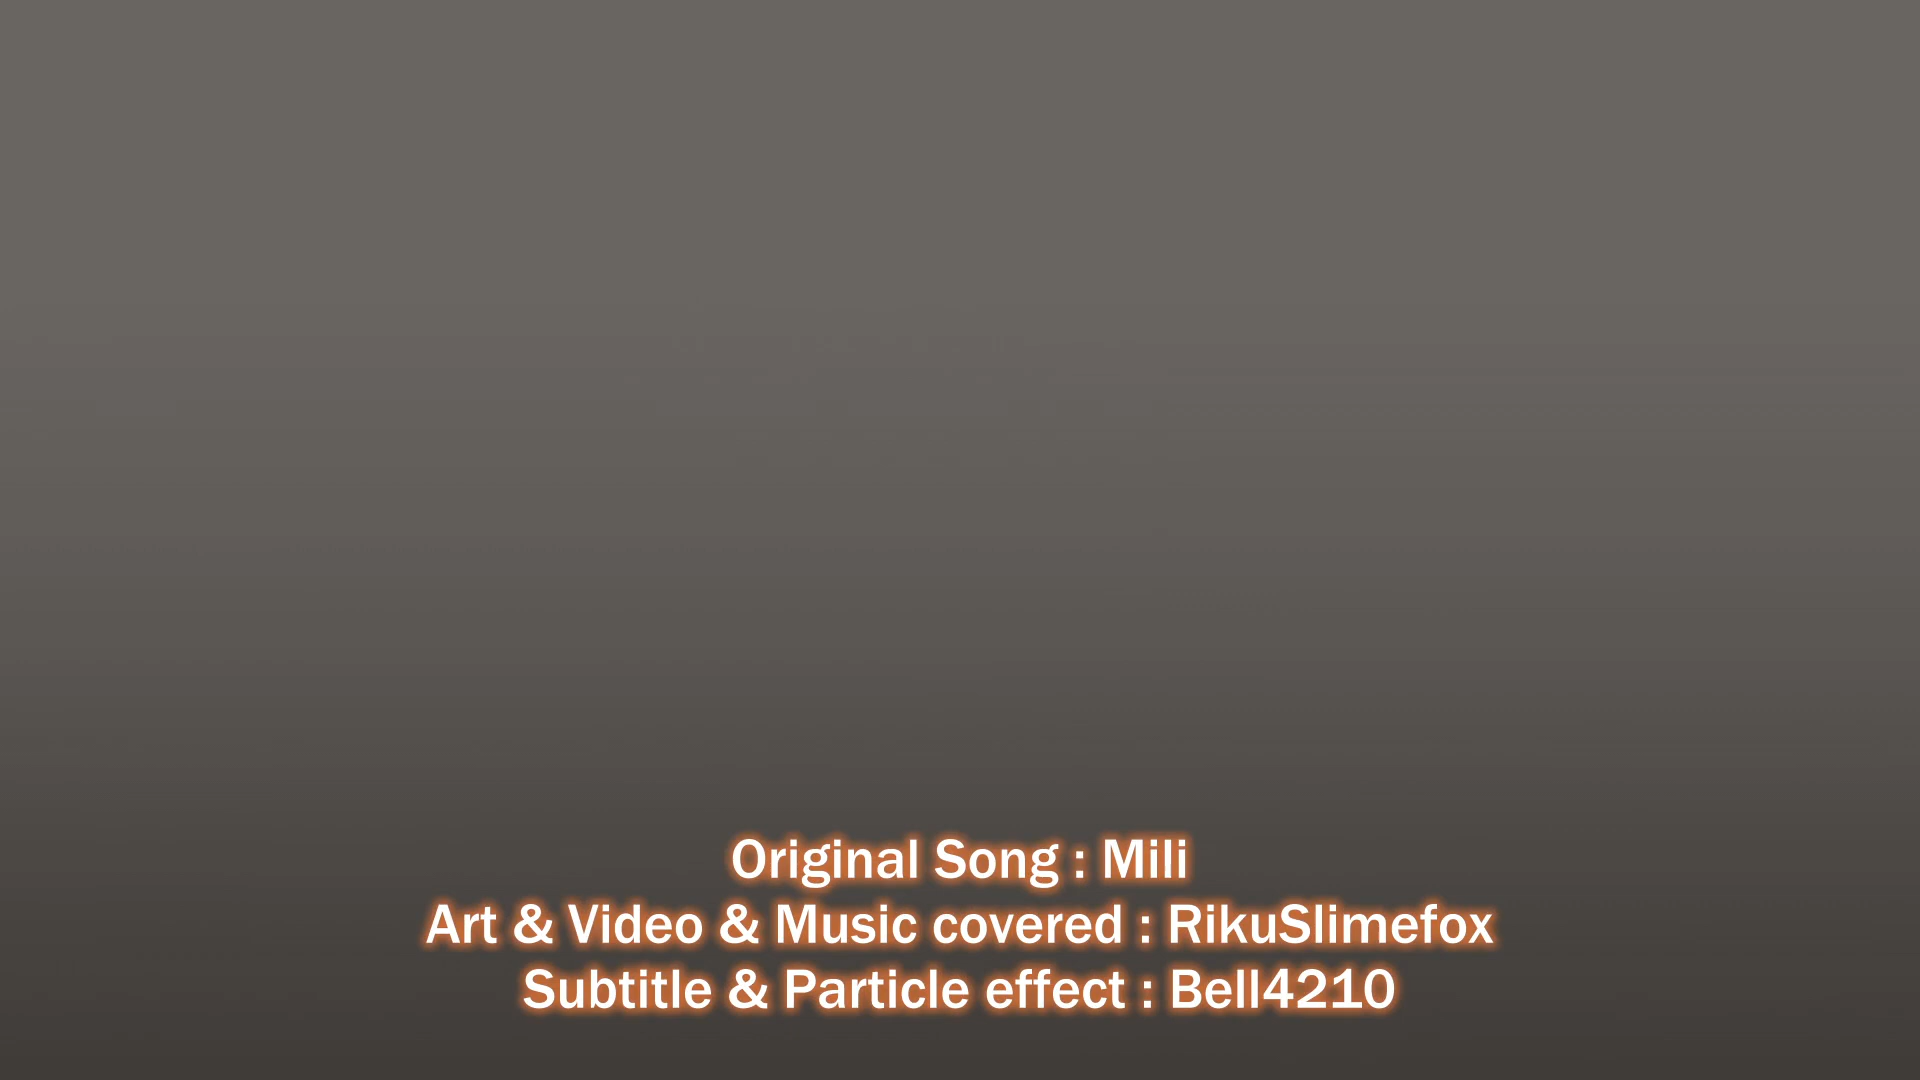 Original Song : Mili
Art & Video & Music covered : RikuSlimefox
Subtitle & Particle effect : Bell4210